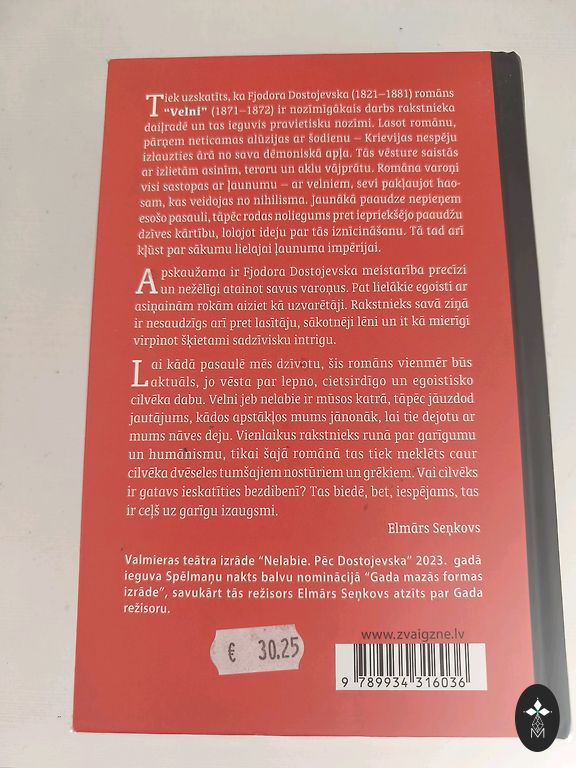 Tiek uzskatīts, ka Fjodora Dostojevska (1821–1881) romāns
“Velni” (1871–1872) ir nozīmīgākais darbs rakstnieka
daiļradē un tas ieguvis pravietisku nozīmi. Lasot romānu,
pārņem neticamas alūzijas ar šodienu – Krievijas nespēju
izlauzties ārā no sava dēmoniskā apļa. Tās vēsture saistās
ar izlietām asinīm, teroru un aklu vājprātu. Romāna varoņi
visi sastopas ar ļaunumu – ar velniem, sevi pakļaujot hao-
sam, kas veidojas no nihilisma. Jaunākā paaudze nepieņem
esošo pasauli, tāpēc rodas noliegums pret iepriekšējo paaudžu
dzīves kārtību, lolojot ideju par tās iznīcināšanu. Tā tad arī
kļūst par sākumu lielajai ļaunuma impērijai.
Apskaužama ir Fjodora Dostojevska meistarība precīzi
un nežēlīgi atainot savus varoņus. Pat lielākie egoisti ar
asiņainām rokām aiziet kā uzvarētāji. Rakstnieks savā ziņā
ir nesaudzīgs arī pret lasītāju, sākotnēji lēni un it kā mierīgi
virpinot šķietami sadzīvisku intrigu.
Lai kādā pasaulē mēs dzīvotu, šis romāns vienmēr būs
aktuāls, jo vēsta par lepno, cietsirdīgo un egoistisko
cilvēka dabu. Velni jeb nelabie ir mūsos katrā, tāpēc jāuzdod
jautājums, kādos apstākļos mums jānonāk, lai tie dejotu ar
mums nāves deju. Vienlaikus rakstnieks runā par garīgumu
un humānismu, tikai šajā romānā tas tiek meklēts caur
cilvēka dvēseles tumšajiem nostūriem un grēkiem. Vai cilvēks
ir gatavs ieskatīties bezdibenī? Tas biedē, bet, iespējams, tas
ir ceļš uz garīgu izaugsmi.
Elmārs Seņkovs
Valmieras teātra izrāde “Nelabie. Pēc Dostojevska” 2023. gadā
ieguva Spēlmaņu nakts balvu nominācijā “Gada mazās formas
izrāde”, savukārt tās režisors Elmārs Seņkovs atzīts par Gada
režisoru.
€ 30.25
www.zvaigzne.lv
9 789934 316036
M